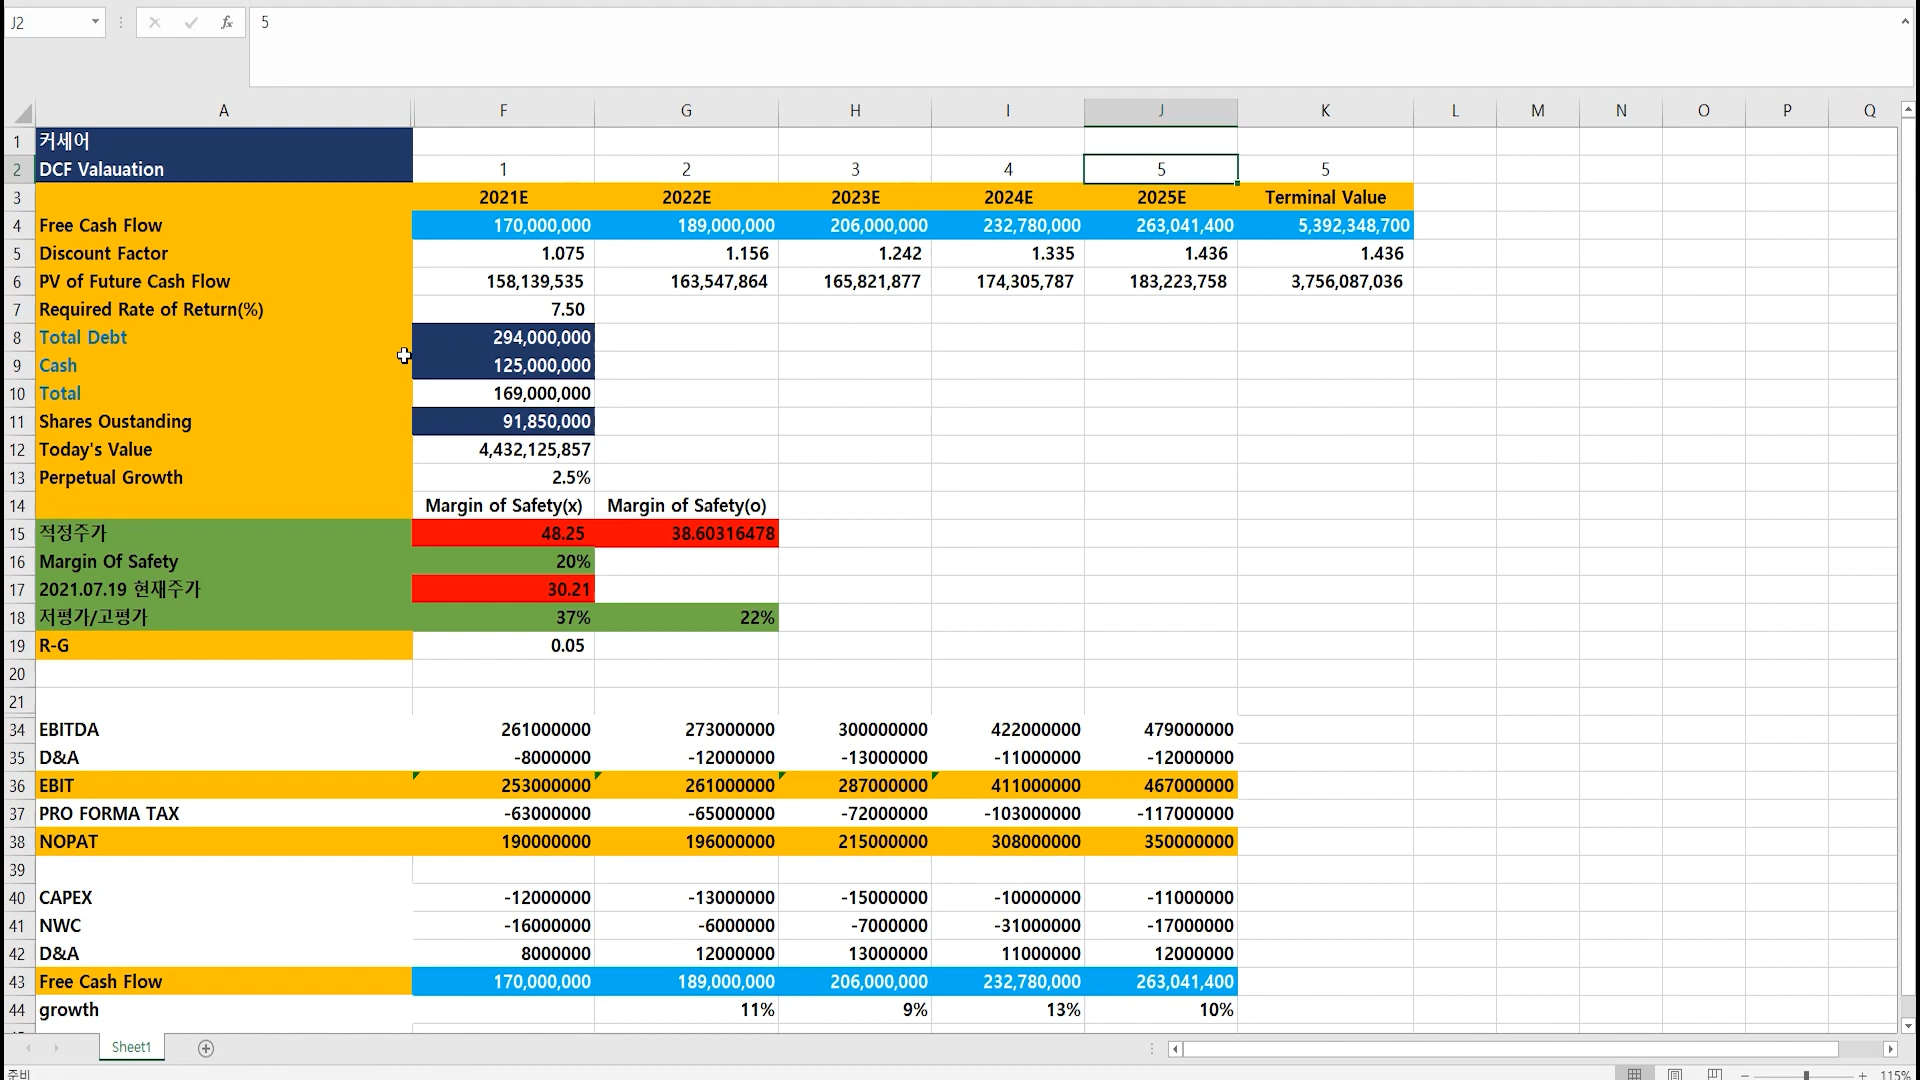 J2 fx 5
A F G H I J K L M N O P Q
1 커세어
2 DCF Valauation 1 2 3 4 5 5
3 2021E 2022E 2023E 2024E 2025E Terminal Value
4 Free Cash Flow 170,000,000 189,000,000 206,000,000 232,780,000 263,041,400 5,392,348,700
5 Discount Factor 1.075 1.156 1.242 1.335 1.436 1.436
6 PV of Future Cash Flow 158,139,535 163,547,864 165,821,877 174,305,787 183,223,758 3,756,087,036
7 Required Rate of Return(%) 7.50
8 Total Debt 294,000,000
9 Cash 125,000,000
10 Total 169,000,000
11 Shares Oustanding 91,850,000
12 Today's Value 4,432,125,857
13 Perpetual Growth 2.5%
14 Margin of Safety(x) Margin of Safety(o)
15 적정주가 48.25 38.60316478
16 Margin Of Safety 20%
17 2021.07.19 현재주가 30.21
18 저평가/고평가 37% 22%
19 R-G 0.05
20
21
34 EBITDA 261000000 273000000 300000000 422000000 479000000
35 D&A -8000000 -12000000 -13000000 -11000000 -12000000
36 EBIT 253000000 261000000 287000000 411000000 467000000
37 PRO FORMA TAX -63000000 -65000000 -72000000 -103000000 -117000000
38 NOPAT 190000000 196000000 215000000 308000000 350000000
39
40 CAPEX -12000000 -13000000 -15000000 -10000000 -11000000
41 NWC -16000000 -6000000 -7000000 -31000000 -17000000
42 D&A 8000000 12000000 13000000 11000000 12000000
43 Free Cash Flow 170,000,000 189,000,000 206,000,000 232,780,000 263,041,400
44 growth 11% 9% 13% 10%
Sheet1
준비 115%